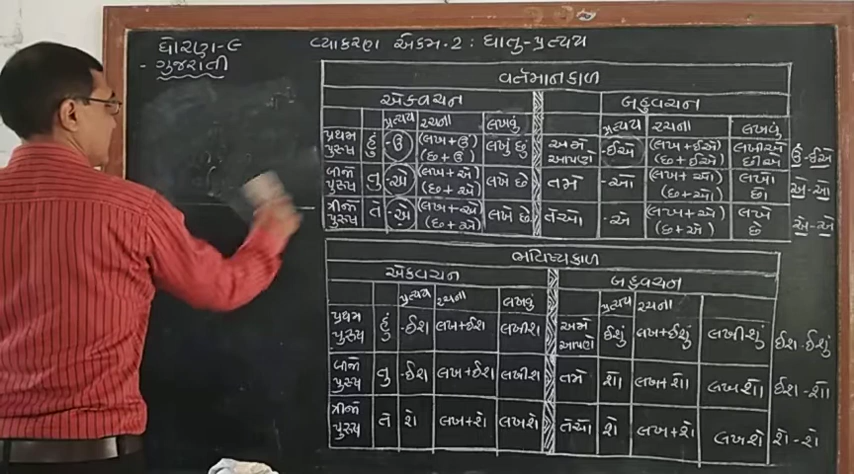 ધોરણ-૯
- ગુજરાતી
વ્યાકરણ એકમ.2 : ધાતુ-પ્રત્યય
વર્તમાનકાળ
એકવચન બહુવચન
પ્રત્યય રચના લખવું પ્રત્યય રચના લખવું
પ્રથમ પુરુષ હું -ઉં (લખ+ઉં) (છ+ઉં) લખું છું અમે આપણે -ઈએ (લખ+ઈએ) (છ+ઈએ) લખીએ છીએ ઉં-ઈએ
બીજો પુરુષ તુ -એ (લખ+એ) (છ+એ) લખે છે તમે -ઓ (લખ+ઓ) (છ+ઓ) લખો છો એ-ઓ
ત્રીજો પુરુષ તે -એ (લખ+એ) (છ+એ) લખે છે તેઓ -એ (લખ+એ) (છ+એ) લખે છે એ-એ
ભવિષ્યકાળ
એકવચન બહુવચન
પ્રત્યય રચના લખવું પ્રત્યય રચના
પ્રથમ પુરુષ હું -ઈશ લખ+ઈશ લખીશ અમે આપણે ઈશું લખ+ઈશું લખીશું ઈશ-ઈશું
બીજો પુરુષ તુ -ઈશ લખ+ઈશ લખીશ તમે શો લખ+શો લખશો ઈશ-શો
ત્રીજો પુરુષ તે શે લખ+શે લખશે તેઓ શે લખ+શે લખશે શે-શે